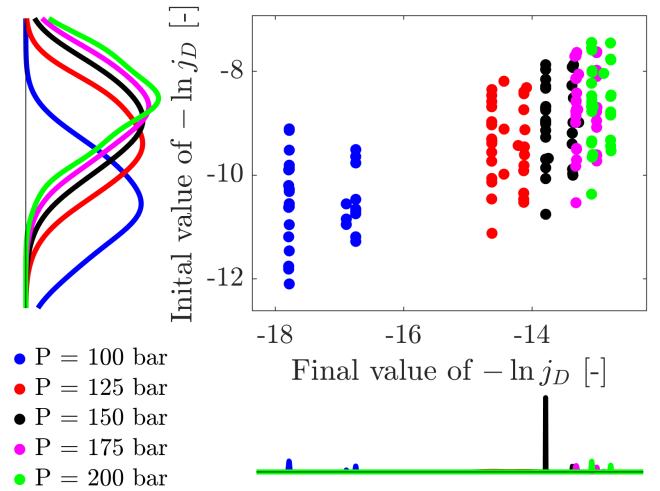 Inital value of − ln j_D [-]
-8
-10
-12
-18
-16
-14
Final value of − ln j_D [-]
P = 100 bar
P = 125 bar
P = 150 bar
P = 175 bar
P = 200 bar